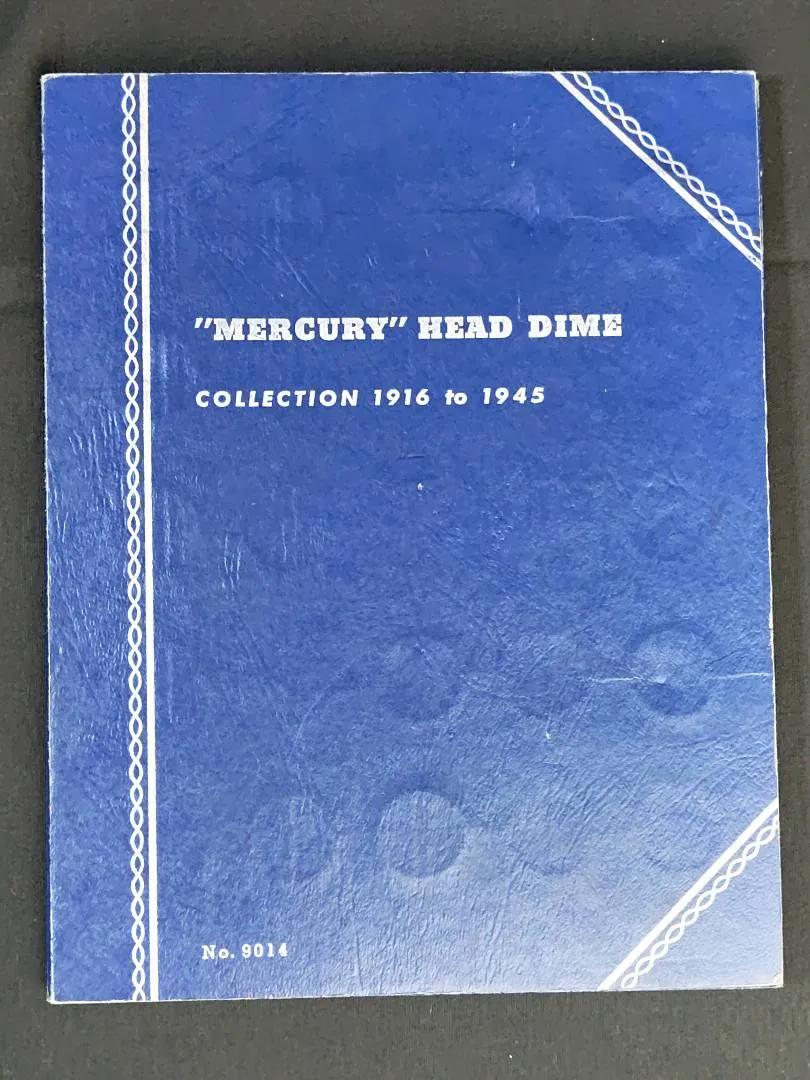 "MERCURY" HEAD DIME
COLLECTION 1916 to 1945
No. 9014